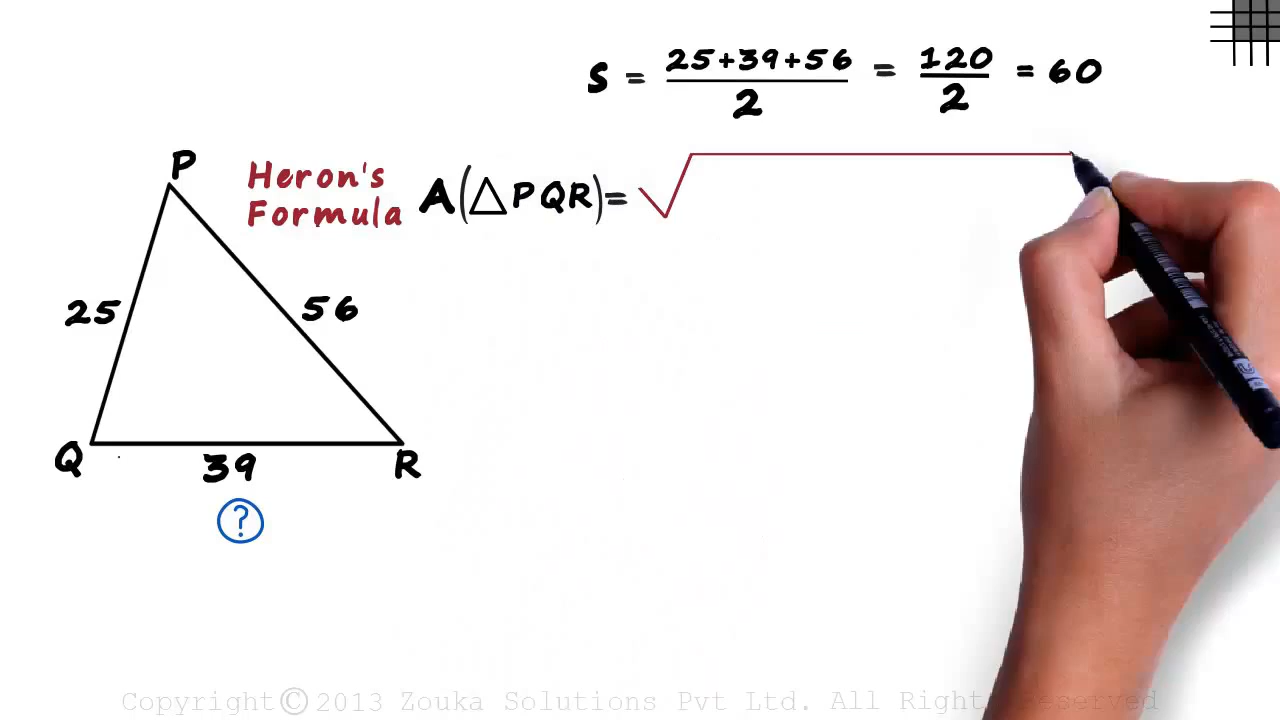 S = 25+39+56 / 2 = 120 / 2 = 60
Heron's
Formula
A(△PQR)= √
P
25
56
Q
39
R
?
Copyright © 2013 Zouka Solutions Pvt Ltd. All Rights Reserved